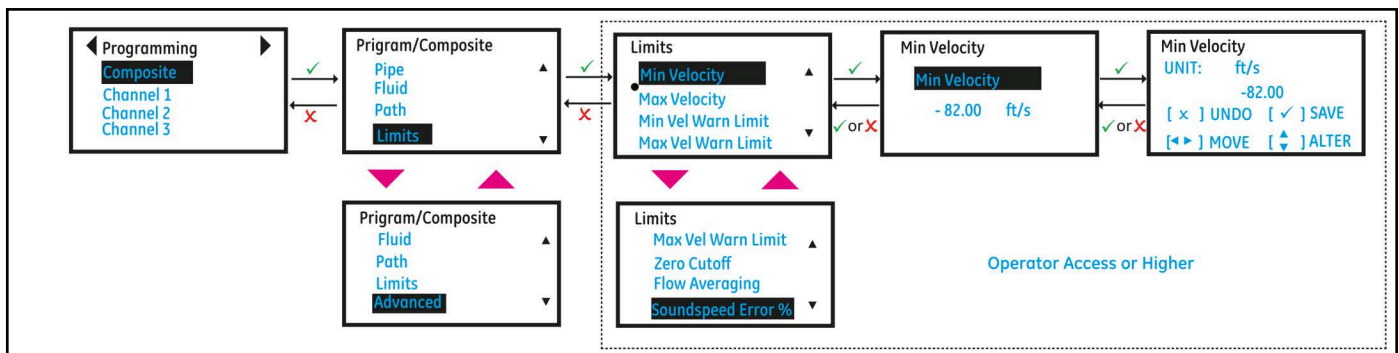 Programming
Composite
Channel 1
Channel 2
Channel 3
✓
X
Prigram/Composite
Pipe
Fluid
Path
Limits
✓
X
Limits
Min Velocity
Max Velocity
Min Vel Warn Limit
Max Vel Warn Limit
✓
✓ or X
Min Velocity
Min Velocity
- 82.00 ft/s
✓
✓ or X
Min Velocity
UNIT: ft/s
-82.00
[ x ] UNDO [ ✓ ] SAVE
[◄ ►] MOVE [ ▲▼ ] ALTER
Prigram/Composite
Fluid
Path
Limits
Advanced
Limits
Max Vel Warn Limit
Zero Cutoff
Flow Averaging
Soundspeed Error %
Operator Access or Higher